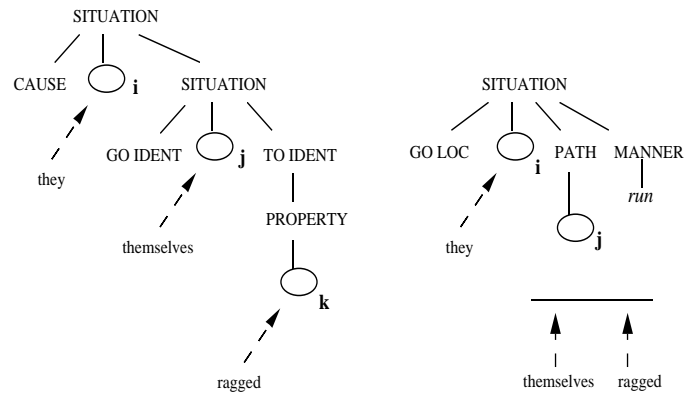 SITUATION
CAUSE i SITUATION
they GO IDENT j TO IDENT
themselves PROPERTY
k
ragged
SITUATION
GO LOC i PATH MANNER
they run
j
themselves ragged